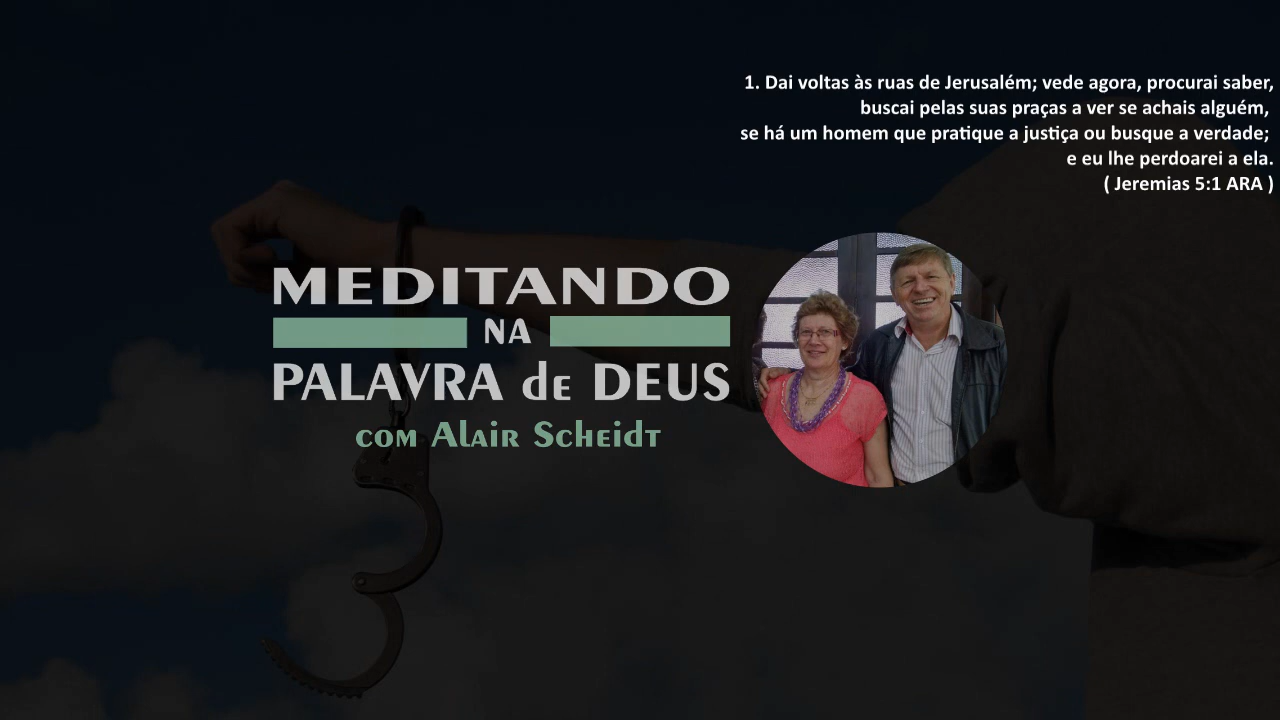 1. Dai voltas às ruas de Jerusalém; vede agora, procurai saber,
buscai pelas suas praças a ver se achais alguém,
se há um homem que pratique a justiça ou busque a verdade;
e eu lhe perdoarei a ela.
( Jeremias 5:1 ARA )
MEDITANDO
NA
PALAVRA de DEUS
com Alair Scheidt